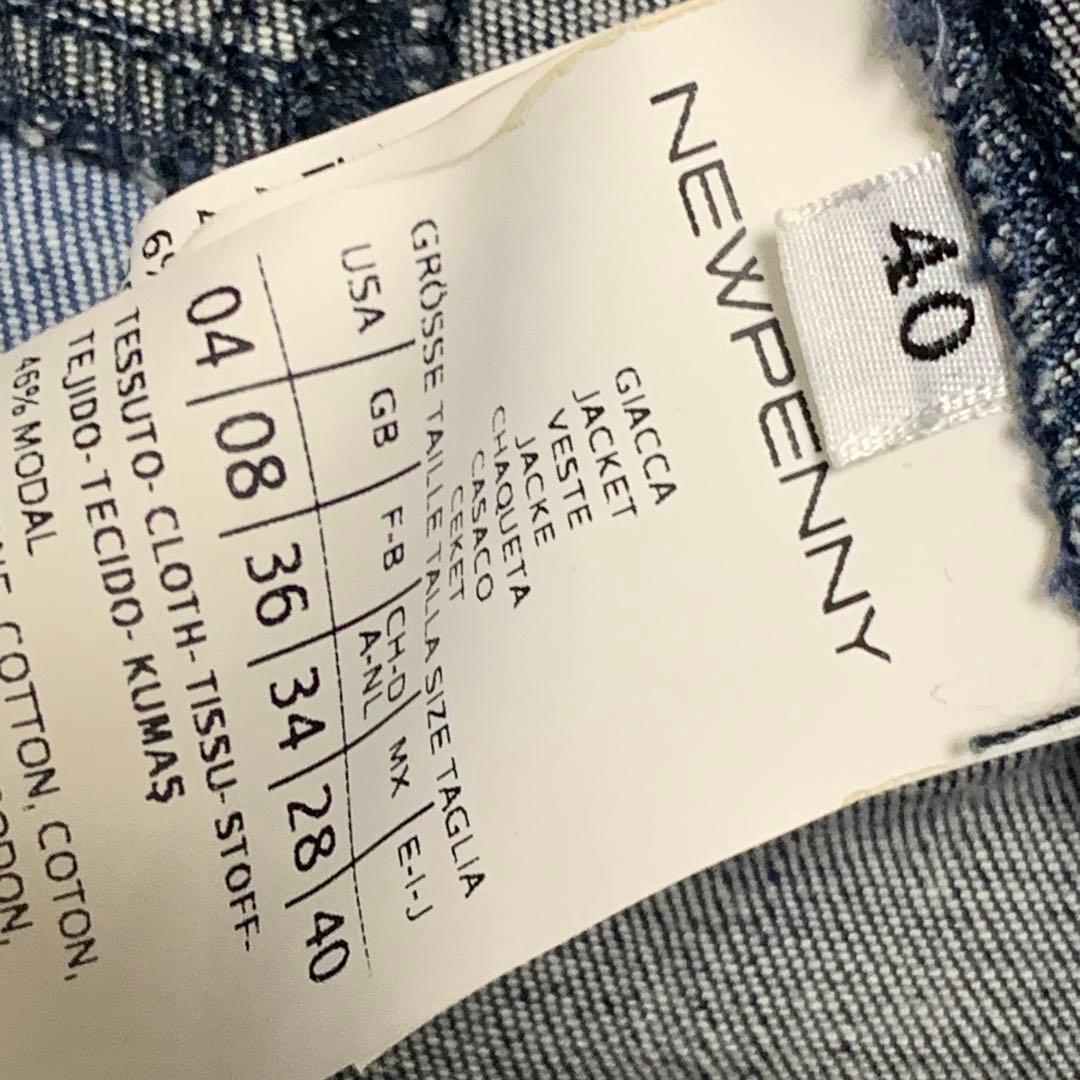 40
NEWPENNY
GIACCA
JACKET
VESTE
JACKE
CHAQUETA
CASACO
CEKET
GRÖSSE TAILLE TALLA SIZE TAGLIA
USA | GB | F-B | CH-D A-NL | MX | E-I-J
04 | 08 | 36 | 34 | 28 | 40
TESSUTO- CLOTH- TISSU- STOFF-
TEJIDO- TECIDO- KUMAŞ
46% MODAL
COTTON, COTON,